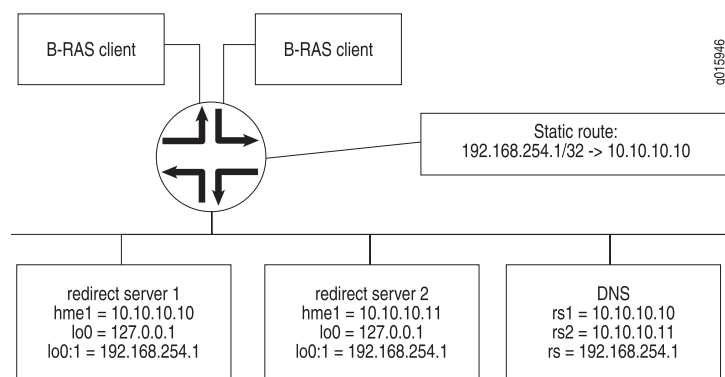 B-RAS client
B-RAS client
g015946
Static route:
192.168.254.1/32 -> 10.10.10.10
redirect server 1
hme1 = 10.10.10.10
lo0 = 127.0.0.1
lo0:1 = 192.168.254.1
redirect server 2
hme1 = 10.10.10.11
lo0 = 127.0.0.1
lo0:1 = 192.168.254.1
DNS
rs1 = 10.10.10.10
rs2 = 10.10.10.11
rs = 192.168.254.1